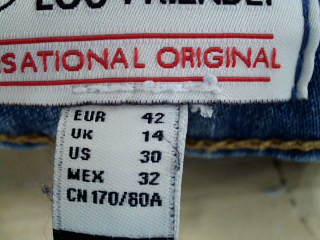 SATIONAL ORIGINAL
EUR 42
UK 14
US 30
MEX 32
CN 170/80A